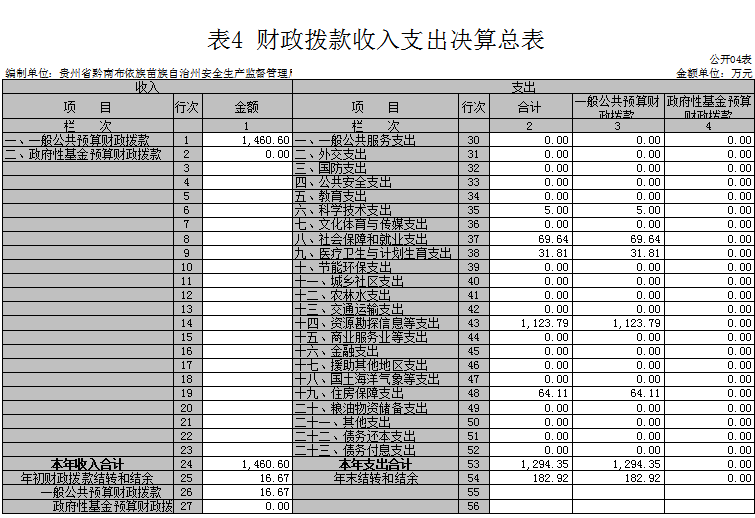 表4 财政拨款收入支出决算总表
公开04表
编制单位：贵州省黔南布依族苗族自治州安全生产监督管理局 金额单位：万元
收入 支出
项 目 行次 金额 项 目 行次 合计 一般公共预算财政拨款 政府性基金预算财政拨款
栏 次 1 栏 次 2 3 4
一、一般公共预算财政拨款 1 1,460.60 一、一般公共服务支出 30 0.00 0.00 0.00
二、政府性基金预算财政拨款 2 0.00 二、外交支出 31 0.00 0.00 0.00
3 三、国防支出 32 0.00 0.00 0.00
4 四、公共安全支出 33 0.00 0.00 0.00
5 五、教育支出 34 0.00 0.00 0.00
6 六、科学技术支出 35 5.00 5.00 0.00
7 七、文化体育与传媒支出 36 0.00 0.00 0.00
8 八、社会保障和就业支出 37 69.64 69.64 0.00
9 九、医疗卫生与计划生育支出 38 31.81 31.81 0.00
10 十、节能环保支出 39 0.00 0.00 0.00
11 十一、城乡社区支出 40 0.00 0.00 0.00
12 十二、农林水支出 41 0.00 0.00 0.00
13 十三、交通运输支出 42 0.00 0.00 0.00
14 十四、资源勘探信息等支出 43 1,123.79 1,123.79 0.00
15 十五、商业服务业等支出 44 0.00 0.00 0.00
16 十六、金融支出 45 0.00 0.00 0.00
17 十七、援助其他地区支出 46 0.00 0.00 0.00
18 十八、国土海洋气象等支出 47 0.00 0.00 0.00
19 十九、住房保障支出 48 64.11 64.11 0.00
20 二十、粮油物资储备支出 49 0.00 0.00 0.00
21 二十一、其他支出 50 0.00 0.00 0.00
22 二十二、债务还本支出 51 0.00 0.00 0.00
23 二十三、债务付息支出 52 0.00 0.00 0.00
本年收入合计 24 1,460.60 本年支出合计 53 1,294.35 1,294.35 0.00
年初财政拨款结转和结余 25 16.67 年末结转和结余 54 182.92 182.92 0.00
一般公共预算财政拨款 26 16.67 55
政府性基金预算财政拨 27 0.00 56